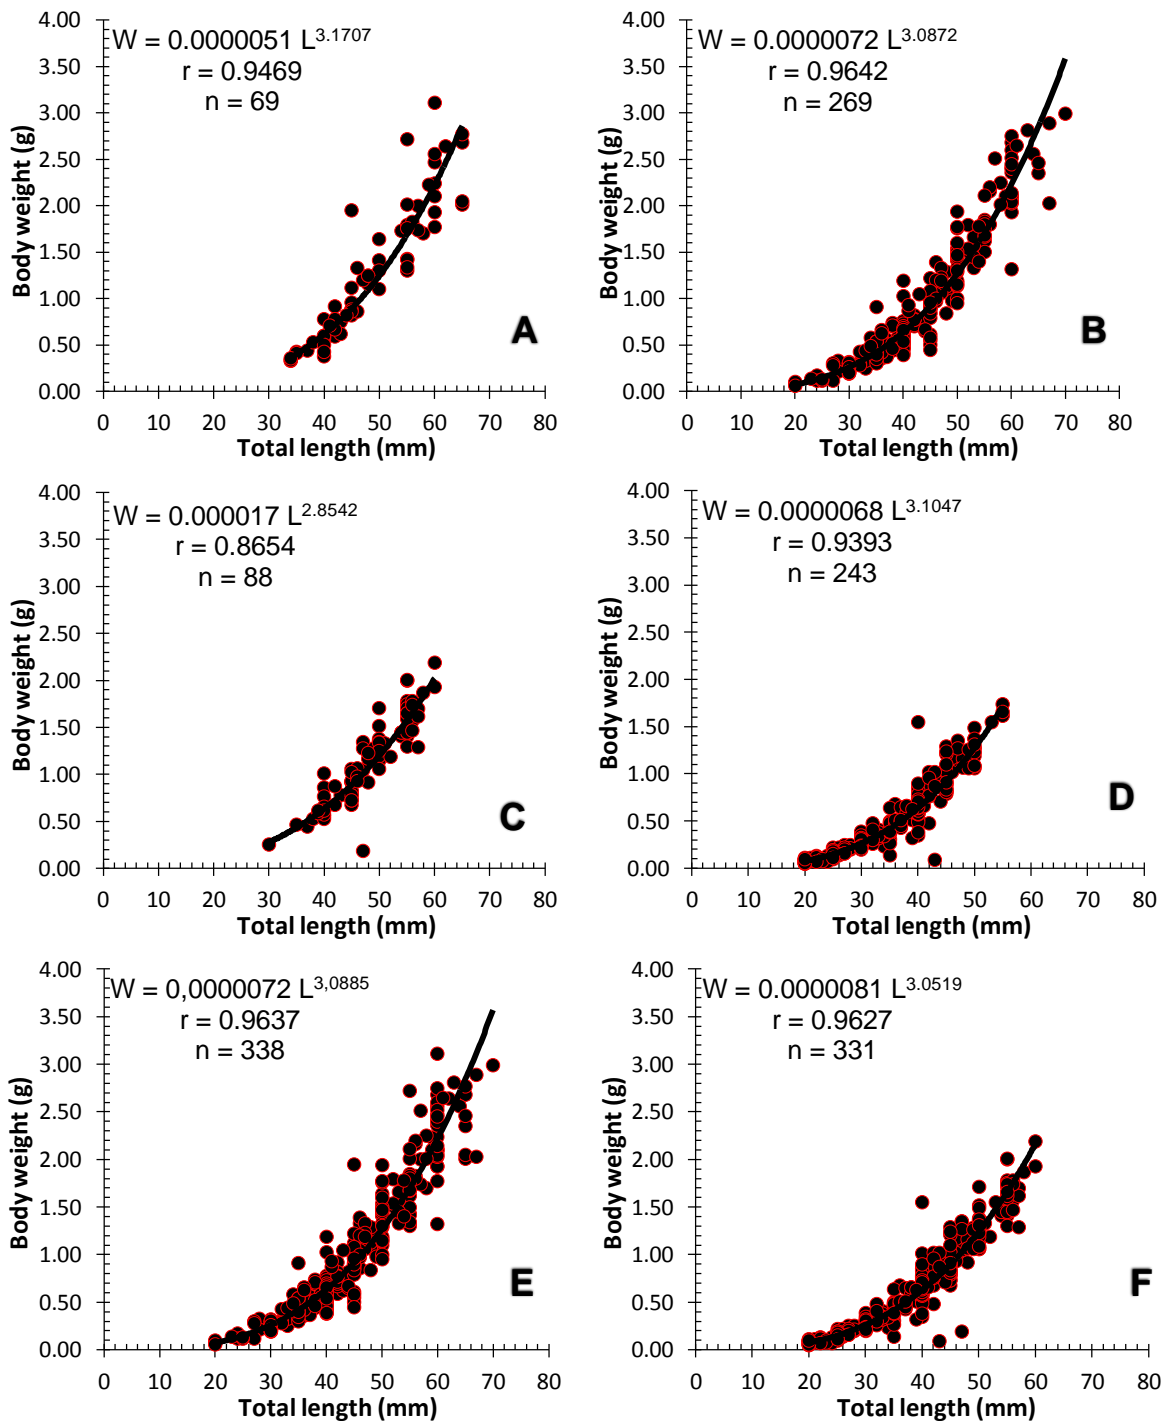 W = 0.0000051 L3.1707
r = 0.9469
n = 69
4.00
3.50
3.00
2.50
2.00
1.50
1.00
0.50
0.00
Body weight (g)
A
0 10 20 30 40 50 60 70 80
Total length (mm)
W = 0.0000072 L3.0872
r = 0.9642
n = 269
4.00
3.50
3.00
2.50
2.00
1.50
1.00
0.50
0.00
Body weight (g)
B
0 10 20 30 40 50 60 70 80
Total length (mm)
W = 0.000017 L2.8542
r = 0.8654
n = 88
4.00
3.50
3.00
2.50
2.00
1.50
1.00
0.50
0.00
Body weight (g)
C
0 10 20 30 40 50 60 70 80
Total length (mm)
W = 0.0000068 L3.1047
r = 0.9393
n = 243
4.00
3.50
3.00
2.50
2.00
1.50
1.00
0.50
0.00
Body weight (g)
D
0 10 20 30 40 50 60 70 80
Total length (mm)
W = 0,0000072 L3,0885
r = 0.9637
n = 338
4.00
3.50
3.00
2.50
2.00
1.50
1.00
0.50
0.00
Body weight (g)
E
0 10 20 30 40 50 60 70 80
Total length (mm)
W = 0.0000081 L3.0519
r = 0.9627
n = 331
4.00
3.50
3.00
2.50
2.00
1.50
1.00
0.50
0.00
Body weight (g)
F
0 10 20 30 40 50 60 70 80
Total length (mm)